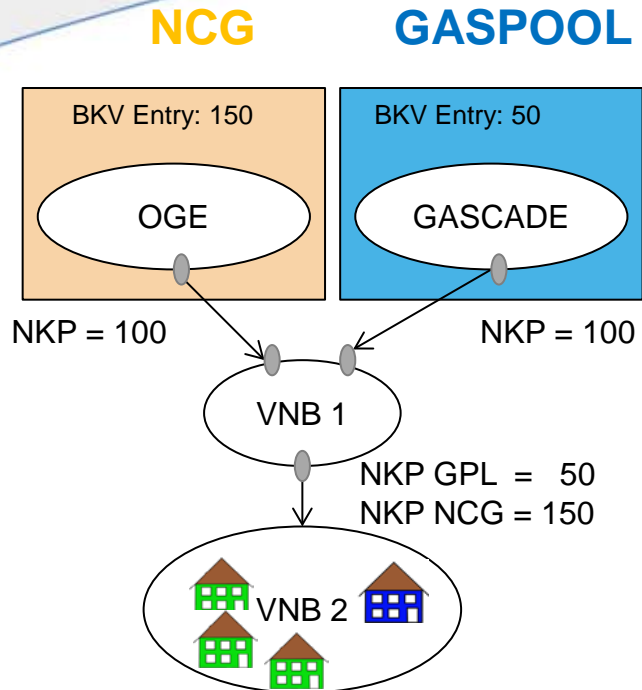 NCG GASPOOL
BKV Entry: 150 BKV Entry: 50
OGE GASCADE
NKP = 100 NKP = 100
VNB 1
NKP GPL = 50
NKP NCG = 150
VNB 2